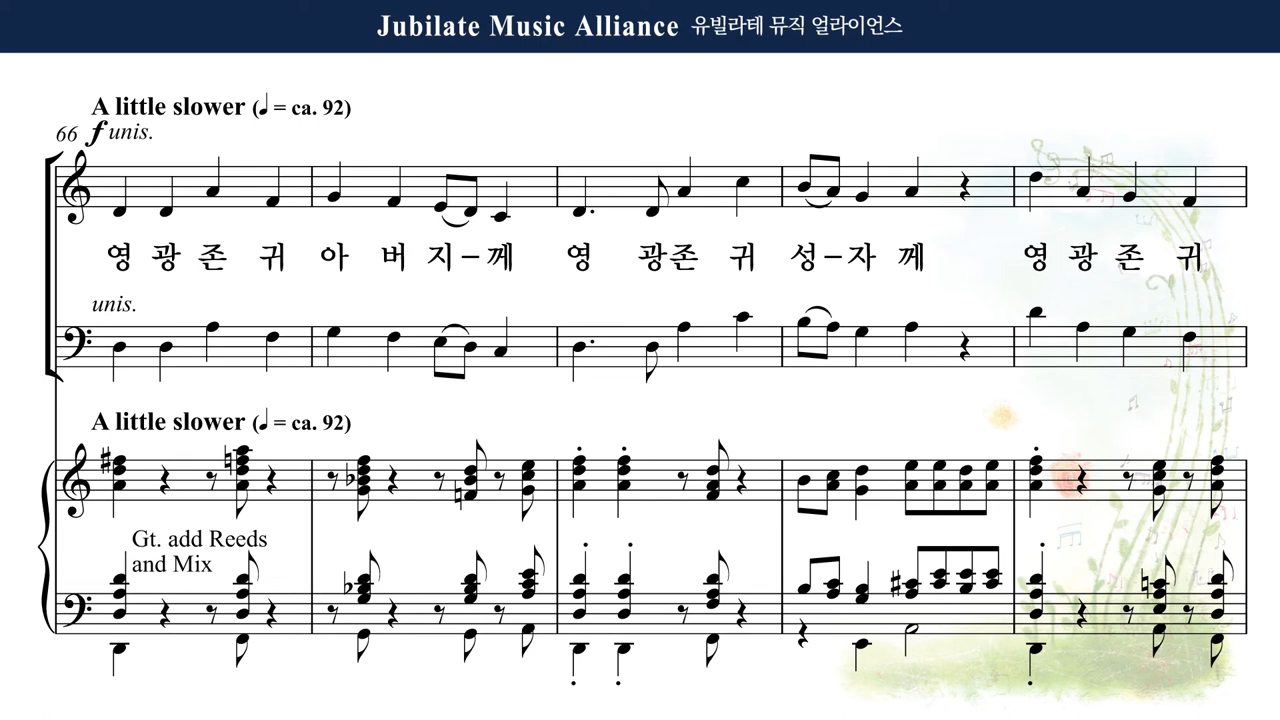 Jubilate Music Alliance 유빌라테 뮤직 얼라이언스
A little slower (♩ = ca. 92)
66 f unis.
영 광 존 귀 아 버 지 – 께 영 광 존 귀 성 – 자 께 영 광 존 귀
unis.
A little slower (♩ = ca. 92)
Gt. add Reeds
and Mix